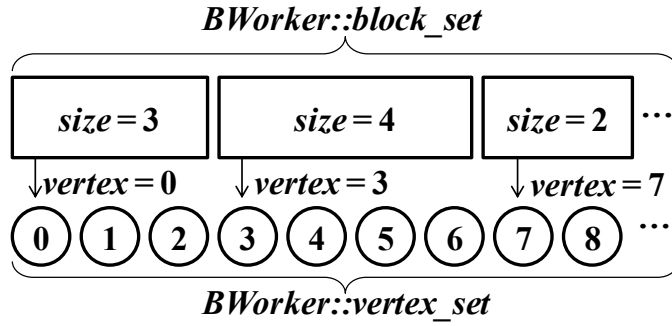 BWorker::block_set
size = 3 size = 4 size = 2 ...
vertex = 0 vertex = 3 vertex = 7
0 1 2 3 4 5 6 7 8 ...
BWorker::vertex_set